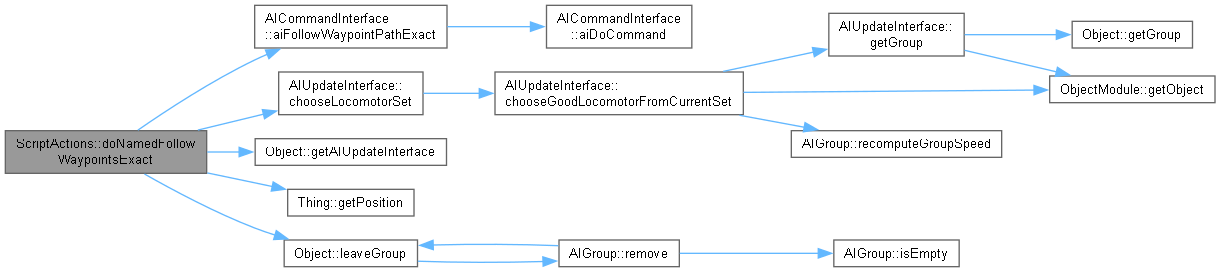 ScriptActions::doNamedFollow
WaypointsExact
AICommandInterface
::aiFollowWaypointPathExact
AICommandInterface
::aiDoCommand
AIUpdateInterface::
chooseLocomotorSet
AIUpdateInterface::
chooseGoodLocomotorFromCurrentSet
AIUpdateInterface::
getGroup
Object::getGroup
ObjectModule::getObject
AIGroup::recomputeGroupSpeed
Object::getAIUpdateInterface
Thing::getPosition
Object::leaveGroup
AIGroup::remove
AIGroup::isEmpty